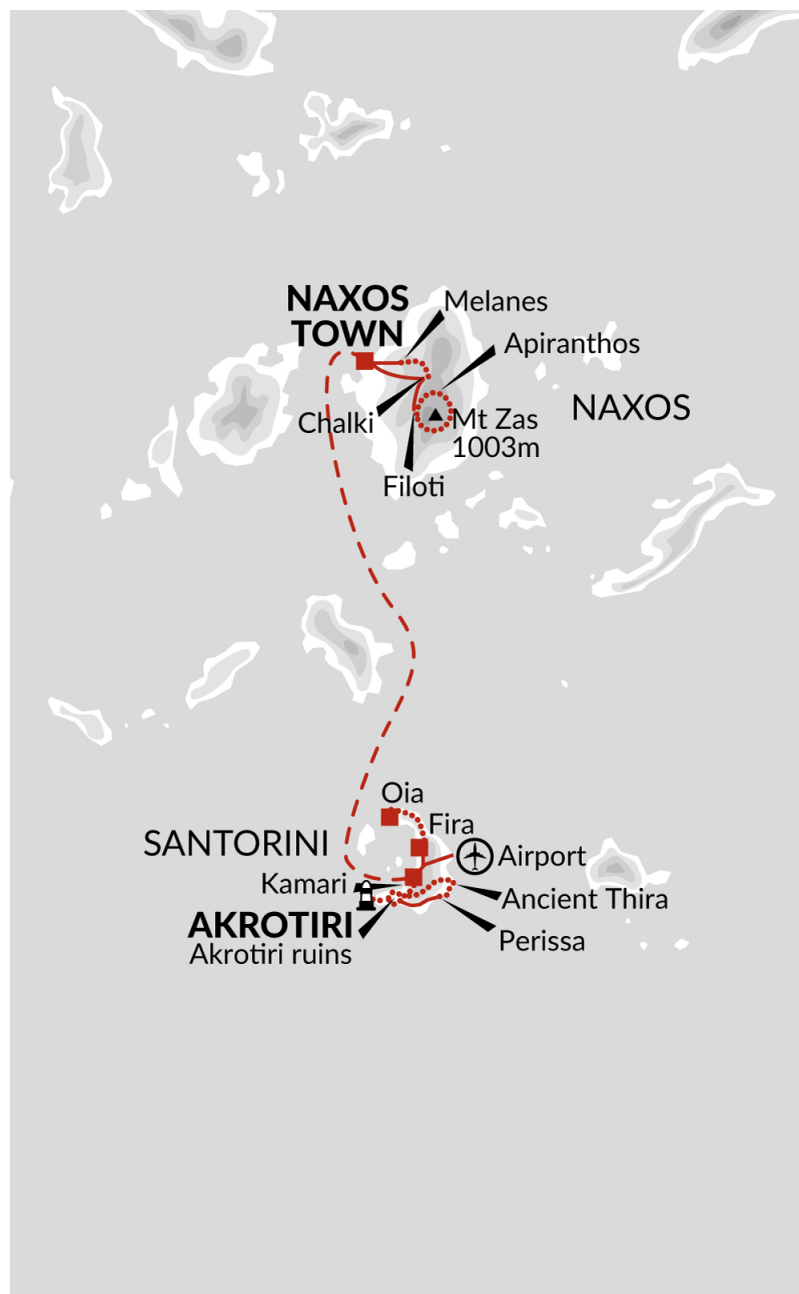 NAXOS
TOWN
Melanes
Apiranthos
NAXOS
Chalki
Mt Zas
1003m
Filoti
Oia
Fira
SANTORINI
Airport
Kamari
Ancient Thira
AKROTIRI
Akrotiri ruins
Perissa